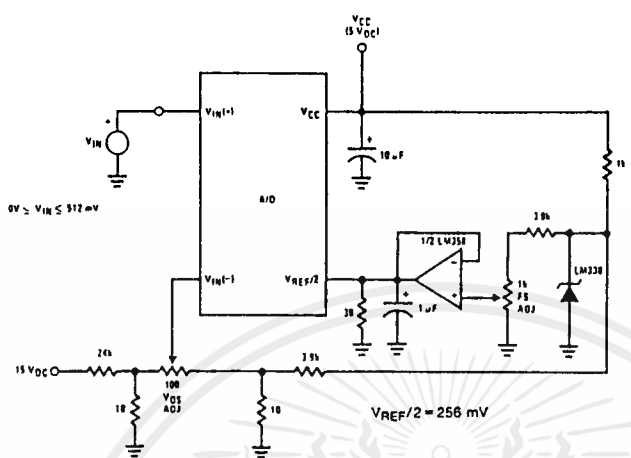 VCC
(5 VDC)
VIN(+)
VCC
+
VIN
+
10 µF
1k
0V ≥ VIN ≤ 512 mV
A/D
3.9k
1/2 LM358
LM336
VIN(-)
VREF/2
-
+
1k
FS
ADJ
+
1 µF
15 VDC
24k
100
VOS
ADJ
3.9k
10
VREF/2 = 256 mV